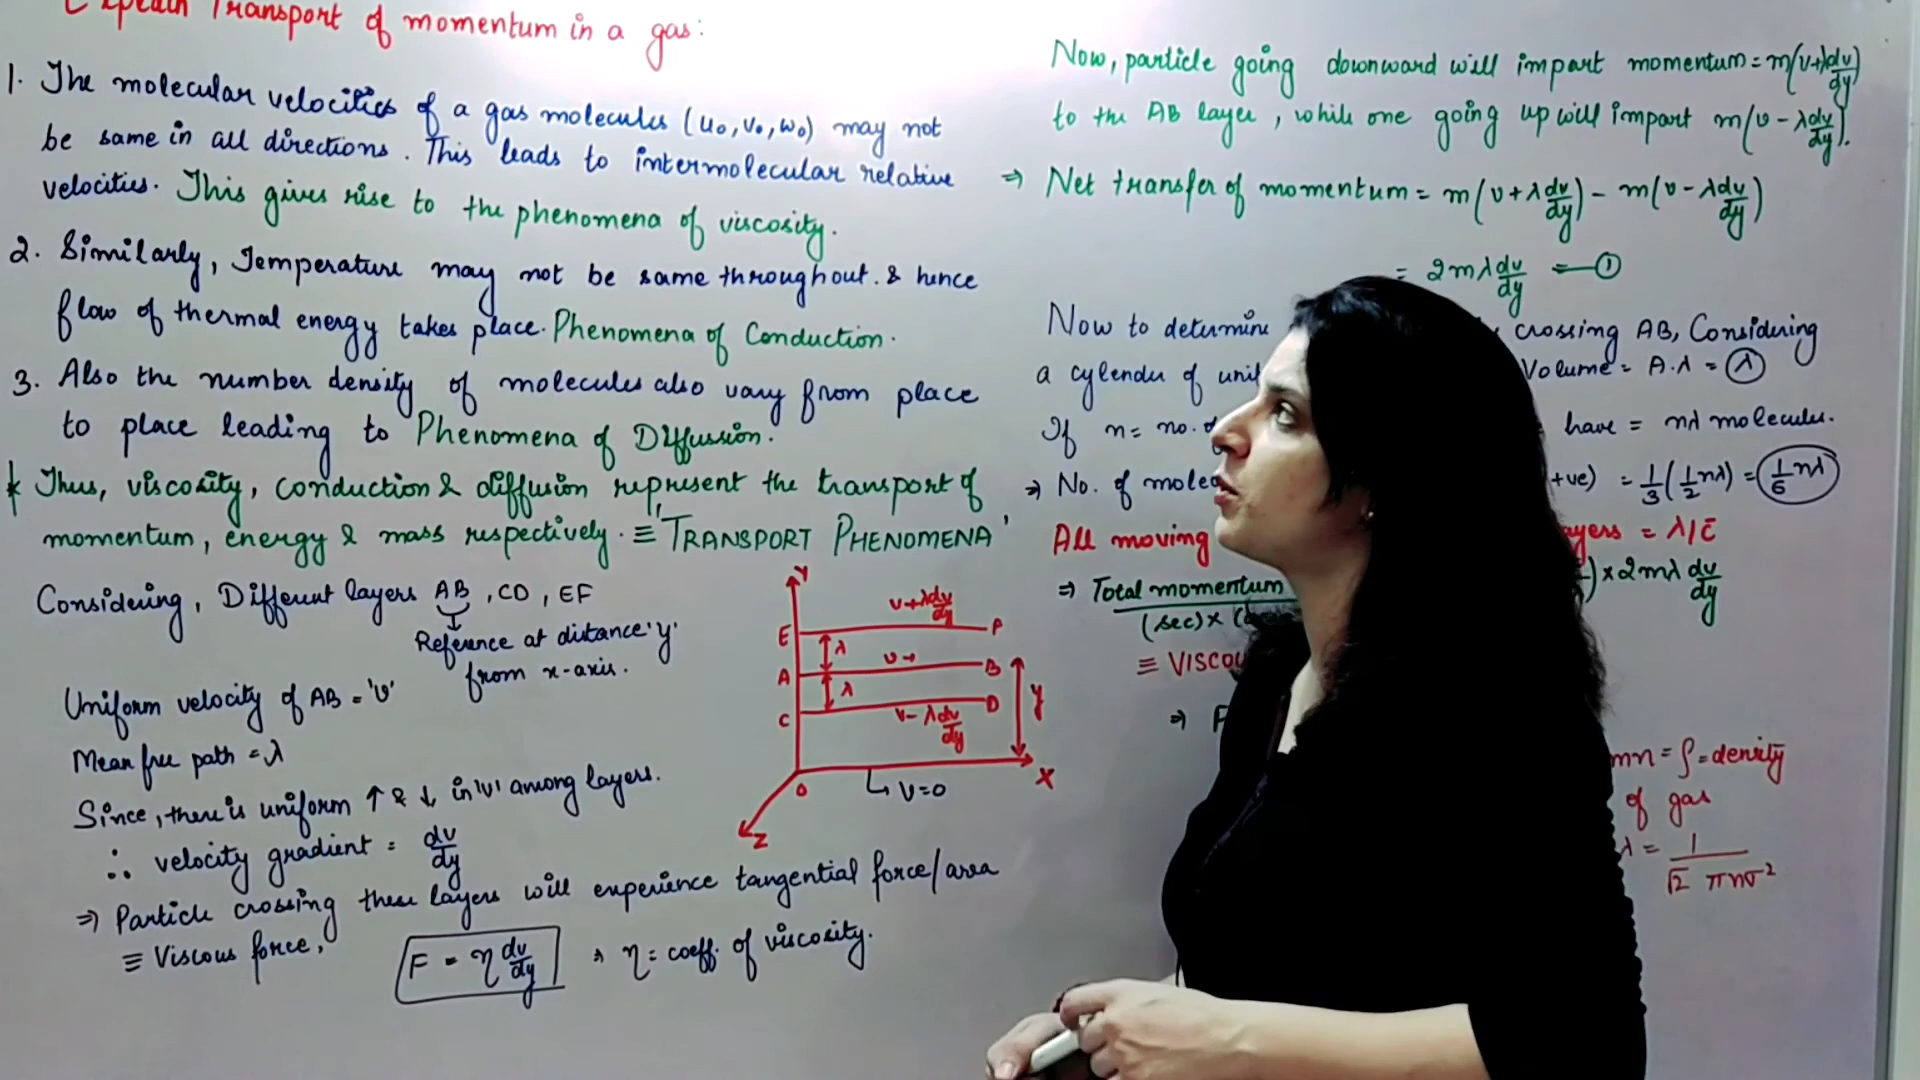 Explain Transport of momentum in a gas:
1. The molecular velocities of a gas molecules (u₀, v₀, w₀) may not
be same in all directions. This leads to intermolecular relative
velocities. This gives rise to the phenomena of viscosity.
2. Similarly, Temperature may not be same throughout. & hence
flow of thermal energy takes place. Phenomena of Conduction.
3. Also the number density of molecules also vary from place
to place leading to Phenomena of Diffussion.
* Thus, viscosity, conduction & diffusion represent the transport of
momentum, energy & mass respectively. ≡ 'TRANSPORT PHENOMENA'
Considering, Different layers AB, CD, EF
Reference at distance 'y'
from x-axis.
Uniform velocity of AB = 'v'
Mean free path = λ
Since, there is uniform ↑ & ↓ in 'v' among layers.
∴ velocity gradient = dv/dy
⇒ Particle crossing these layers will experience tangential force/area
≡ Viscous force, F = η dv/dy → η = coeff. of viscosity.
Y
v+λdv/dy
E F
λ
v→
A B
λ
C D
v-λdv/dy
y
O X
↳ v=0
Z
Now, particle going downward will impart momentum = m(v+λdv/dy)
to the AB layer, while one going up will impart m(v-λdv/dy).
⇒ Net transfer of momentum = m(v+λdv/dy) - m(v-λdv/dy)
= 2mλdv/dy —①
Now to determine crossing AB, Considering
a cylender of unit Volume = A.λ = λ
If n = no. have = nλ molecules.
⇒ No. of +ve) = 1/3(1/2nλ) = 1/6nλ
All moving = λ/c̄
⇒ Total momentum/(sec)× )×2mλ dv/dy
≡
⇒
mn = ρ = density
of gas
λ = 1/√2 πnσ²